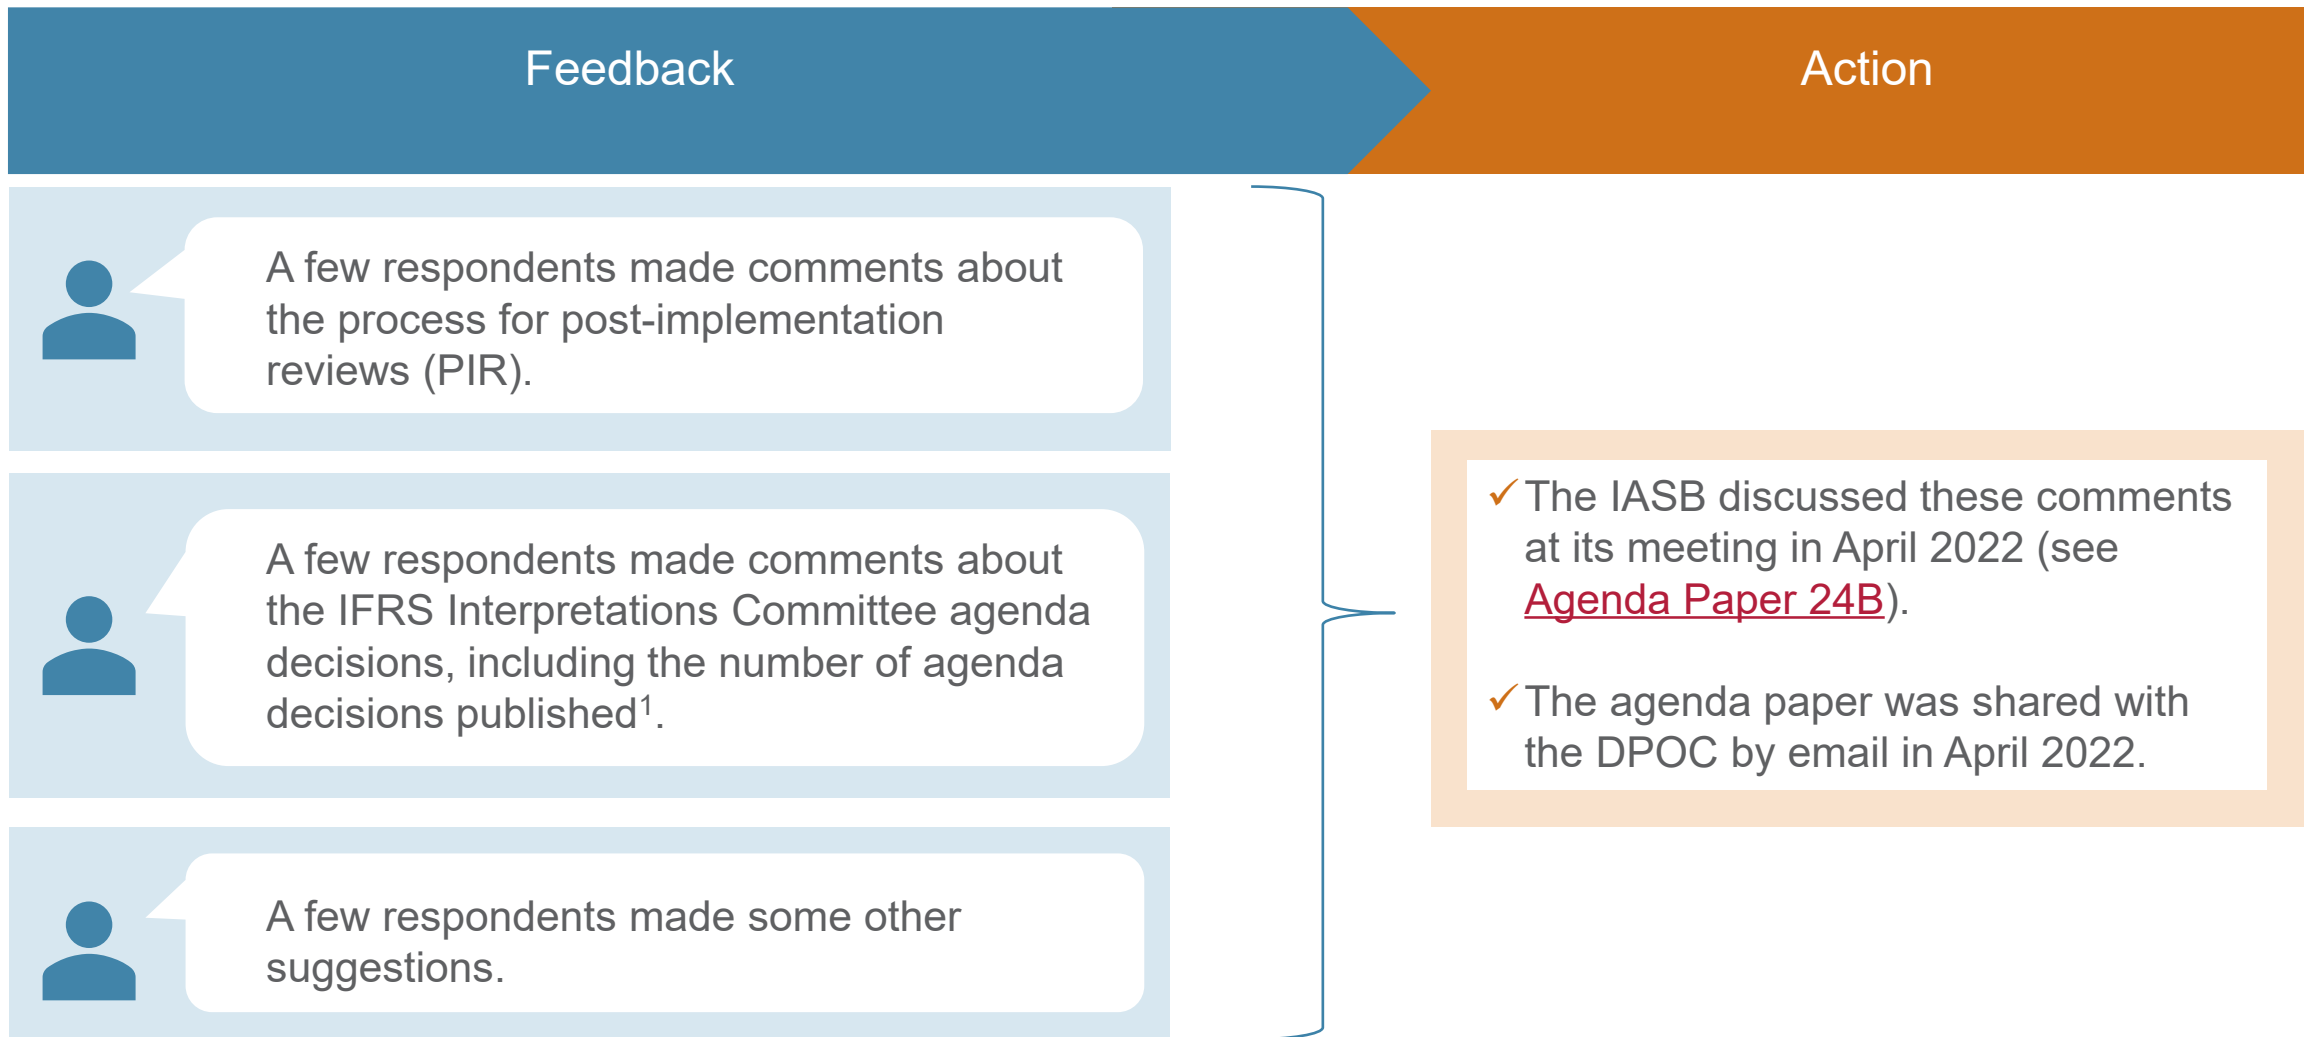 Feedback
Action
A few respondents made comments about
the process for post-implementation
reviews (PIR).
A few respondents made comments about
the IFRS Interpretations Committee agenda
decisions, including the number of agenda
decisions published¹.
A few respondents made some other
suggestions.
✓The IASB discussed these comments
at its meeting in April 2022 (see
Agenda Paper 24B).
✓The agenda paper was shared with
the DPOC by email in April 2022.